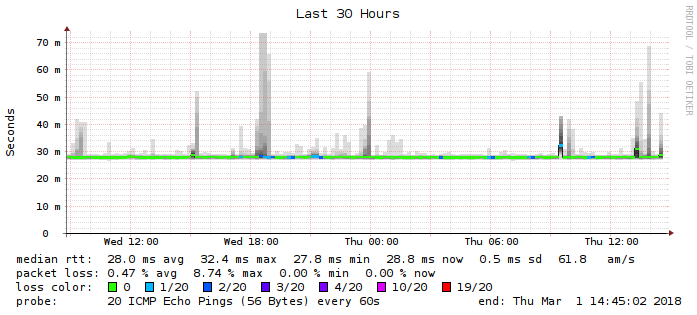 Last 30 Hours
RRDTOOL / TOBI OETIKER
Seconds
70 m
60 m
50 m
40 m
30 m
20 m
10 m
0
Wed 12:00 Wed 18:00 Thu 00:00 Thu 06:00 Thu 12:00
median rtt: 28.0 ms avg 32.4 ms max 27.8 ms min 28.8 ms now 0.5 ms sd 61.8 am/s
packet loss: 0.47 % avg 8.74 % max 0.00 % min 0.00 % now
loss color: 0 1/20 2/20 3/20 4/20 10/20 19/20
probe: 20 ICMP Echo Pings (56 Bytes) every 60s end: Thu Mar 1 14:45:02 2018